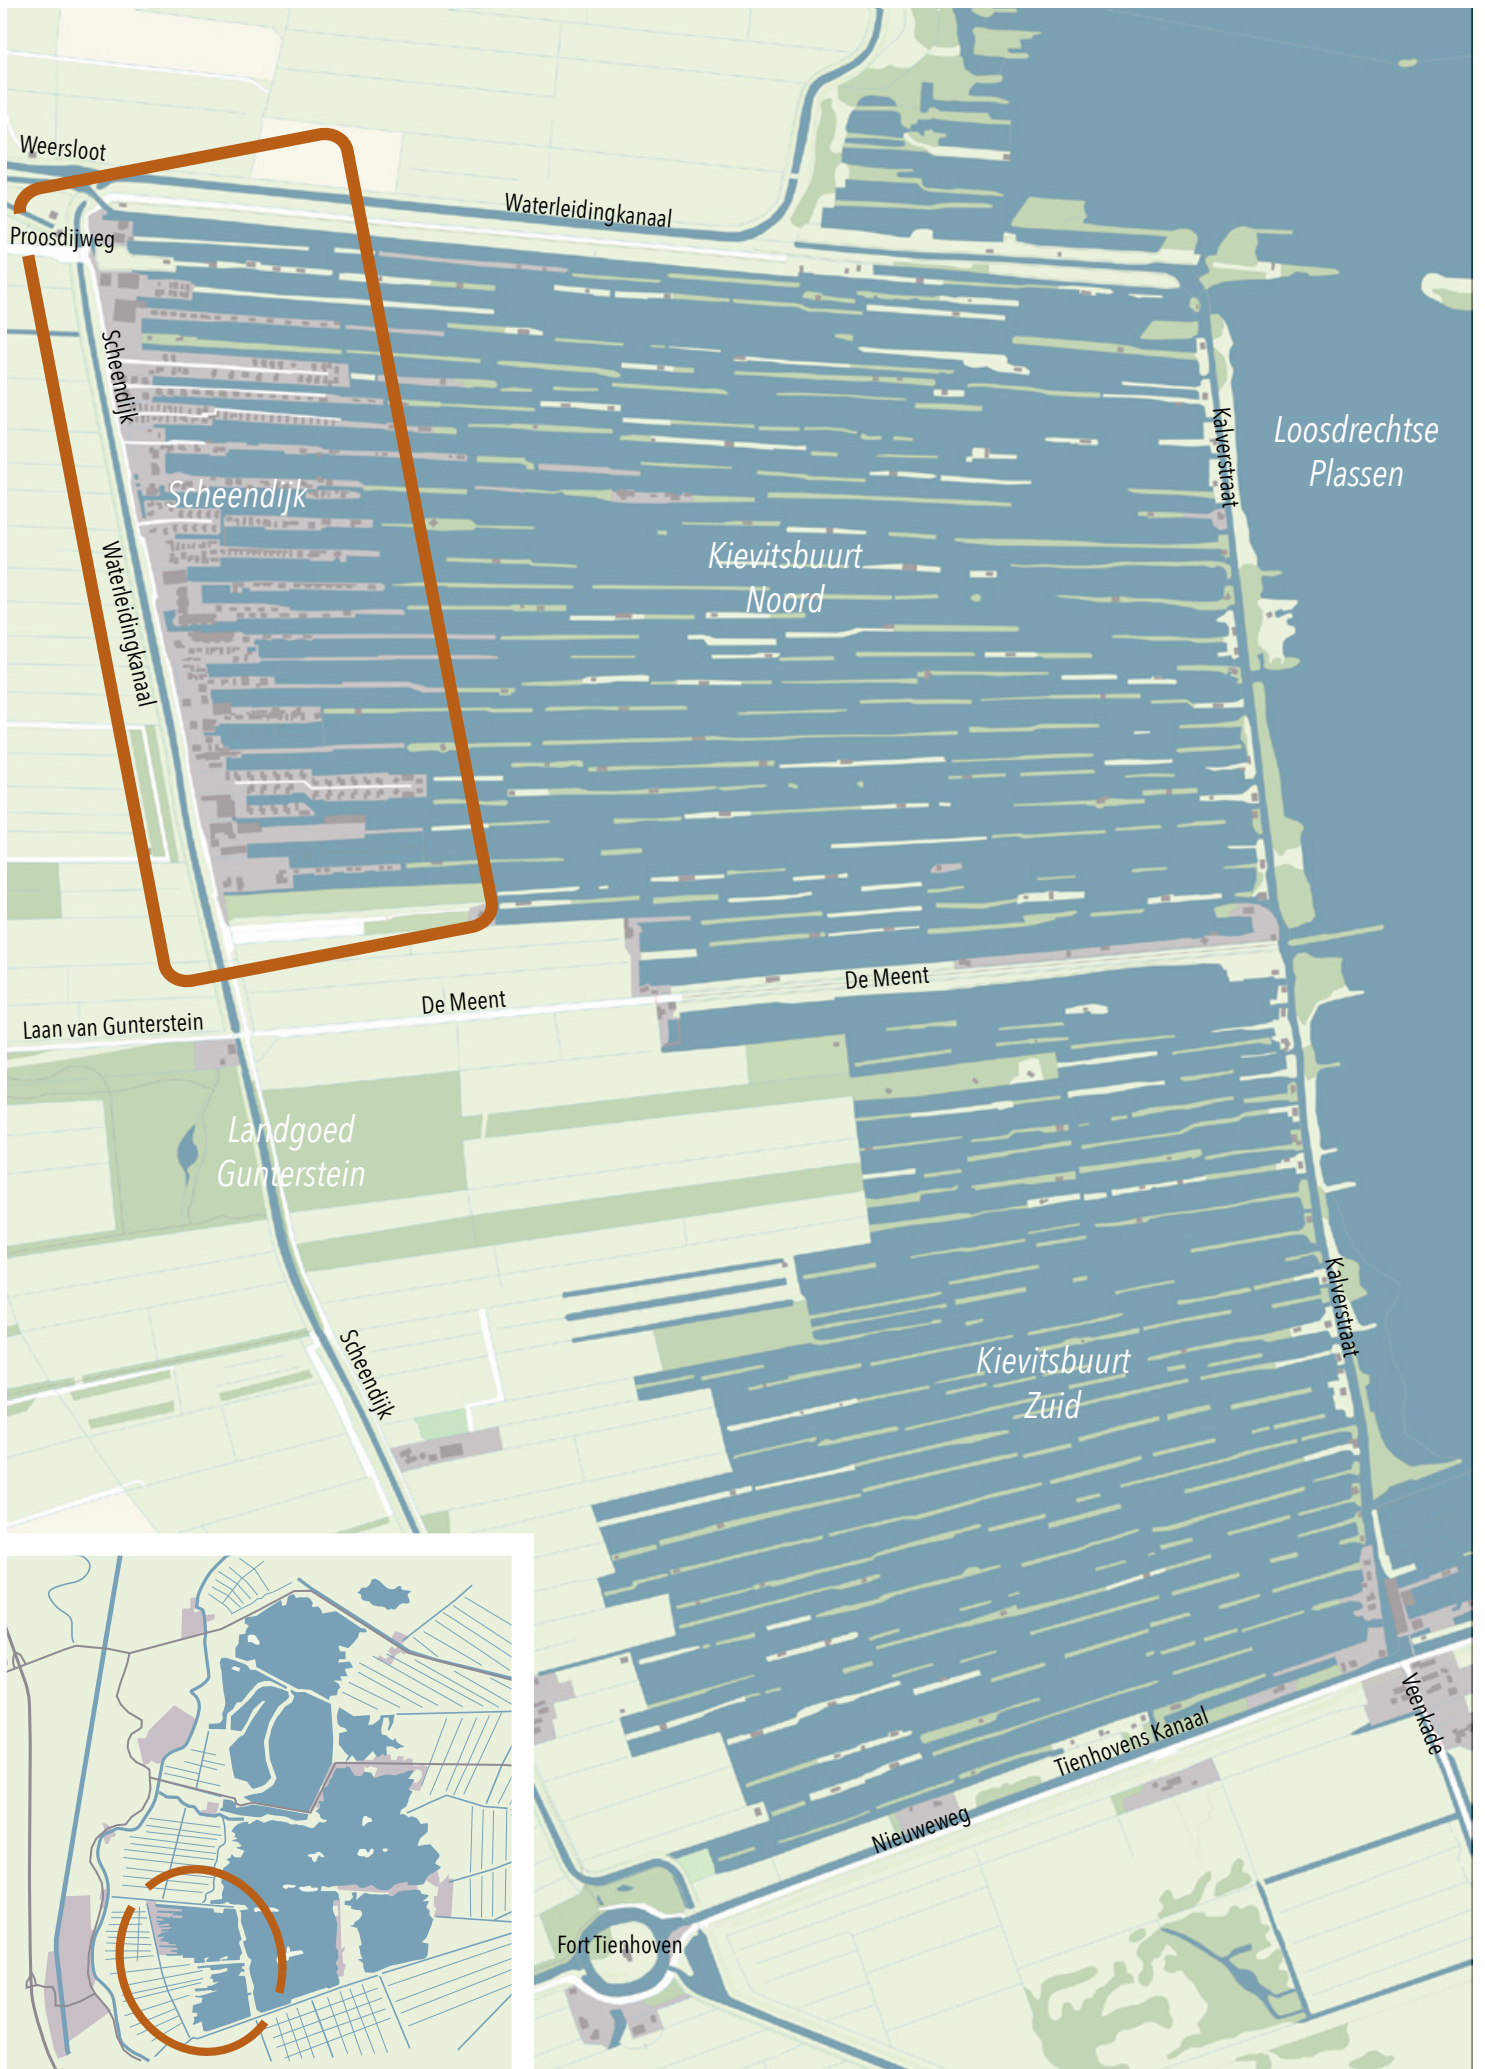 Weersloot
Waterleidingkanaal
Proosdijweg
Scheendijk
Kalverstraat
Loosdrechtse
Plassen
Scheendijk
Kievitsbuurt
Noord
Waterleidingkanaal
De Meent
De Meent
Laan van Gunterstein
Landgoed
Gunterstein
Kalverstraat
Scheendijk
Kievitsbuurt
Zuid
Veenkade
Tienhovens Kanaal
Nieuweweg
Fort Tienhoven